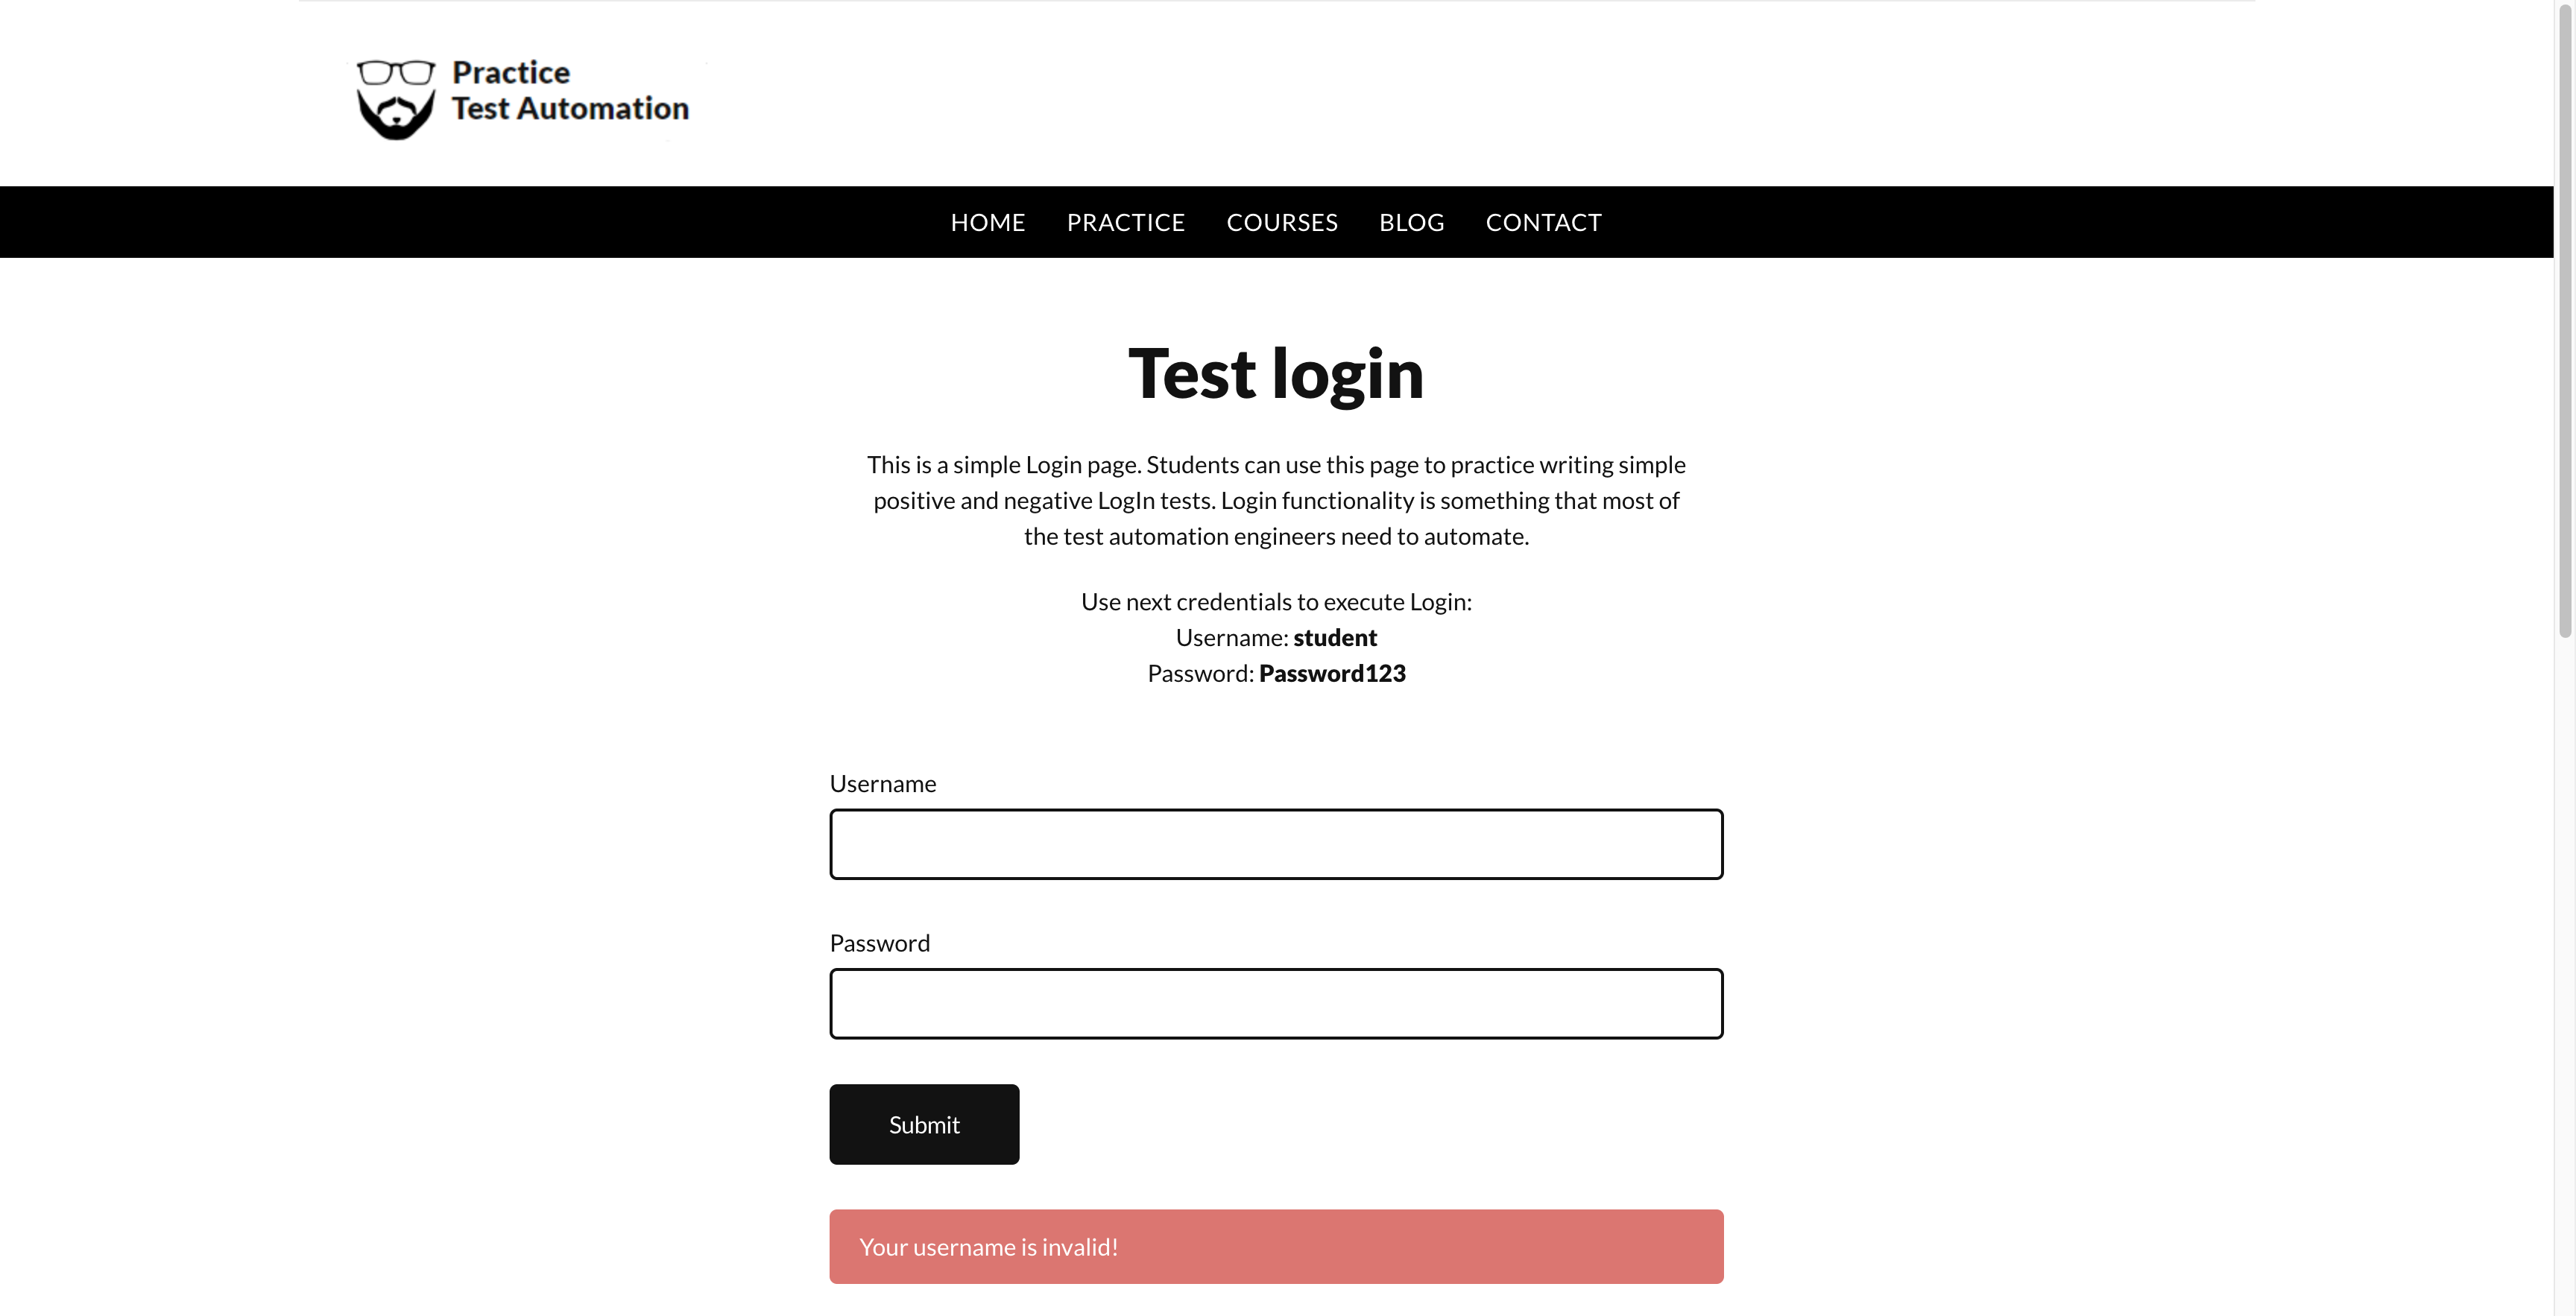 Practice
Test Automation
HOME PRACTICE COURSES BLOG CONTACT
Test login
This is a simple Login page. Students can use this page to practice writing simple
positive and negative LogIn tests. Login functionality is something that most of
the test automation engineers need to automate.
Use next credentials to execute Login:
Username: student
Password: Password123
Username
Password
Submit
Your username is invalid!